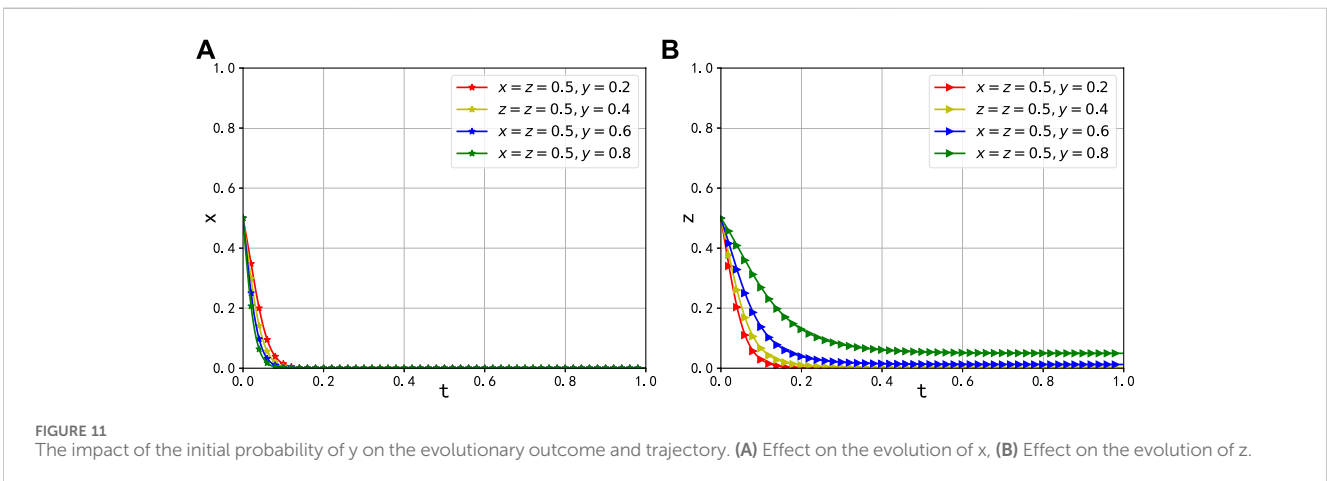 A
B
1.0
0.8
0.6
0.4
0.2
0.0
x
0.0 0.2 0.4 0.6 0.8 1.0
t
x = z = 0.5, y = 0.2
z = z = 0.5, y = 0.4
x = z = 0.5, y = 0.6
x = z = 0.5, y = 0.8
1.0
0.8
0.6
0.4
0.2
0.0
z
0.0 0.2 0.4 0.6 0.8 1.0
t
x = z = 0.5, y = 0.2
x = z = 0.5, y = 0.4
x = z = 0.5, y = 0.6
x = z = 0.5, y = 0.8
FIGURE 11
The impact of the initial probability of y on the evolutionary outcome and trajectory. (A) Effect on the evolution of x, (B) Effect on the evolution of z.